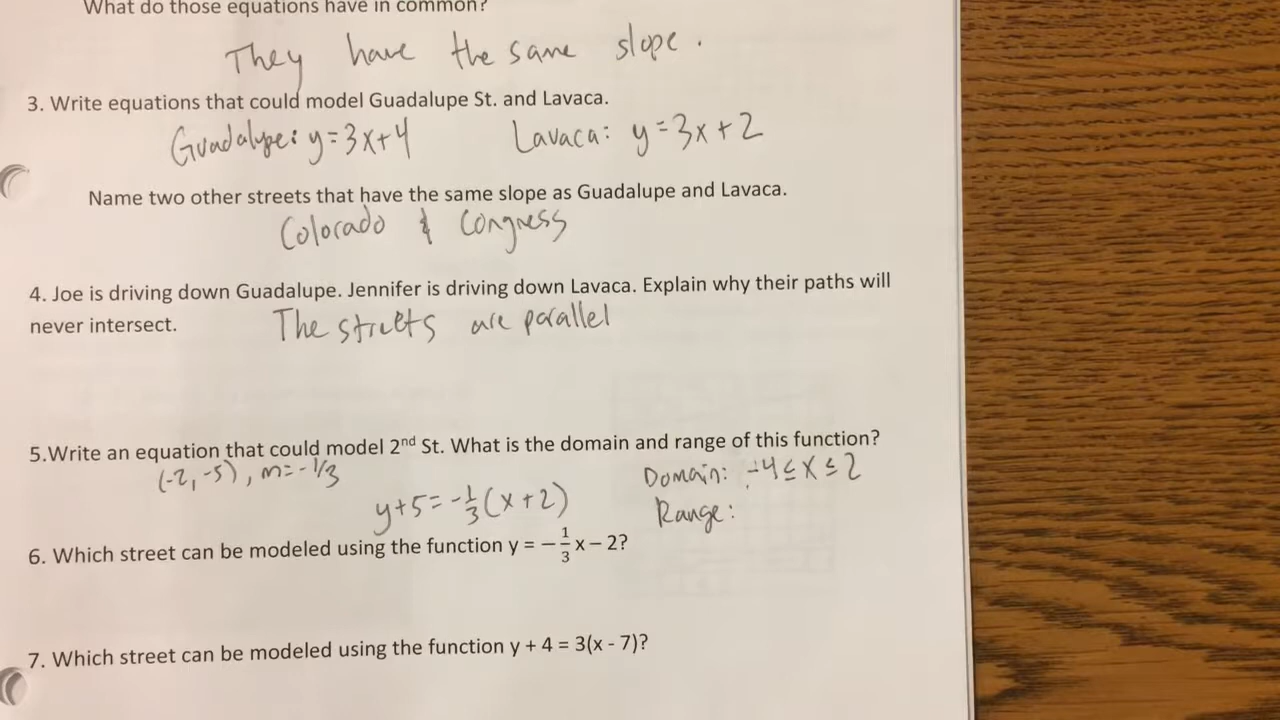 What do those equations have in common?
They have the same slope.
3. Write equations that could model Guadalupe St. and Lavaca.
Guadalupe: y=3x+4 Lavaca: y=3x+2
Name two other streets that have the same slope as Guadalupe and Lavaca.
Colorado & Congress
4. Joe is driving down Guadalupe. Jennifer is driving down Lavaca. Explain why their paths will
never intersect. The streets are parallel
5.Write an equation that could model 2nd St. What is the domain and range of this function?
(-2, -5), m=-1/3 Domain: -4≤x≤2
y+5=-1/3(x+2) Range:
6. Which street can be modeled using the function y = -1/3x - 2?
7. Which street can be modeled using the function y + 4 = 3(x - 7)?